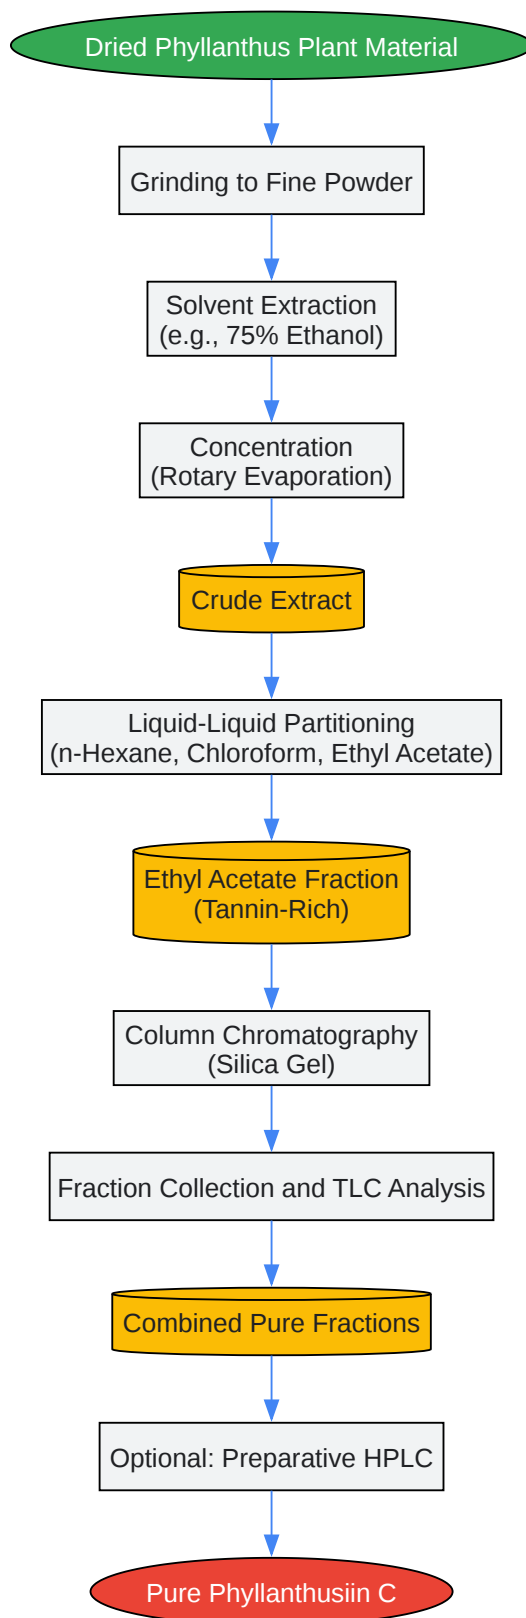 Dried Phyllanthus Plant Material
Grinding to Fine Powder
Solvent Extraction
(e.g., 75% Ethanol)
Concentration
(Rotary Evaporation)
Crude Extract
Liquid-Liquid Partitioning
(n-Hexane, Chloroform, Ethyl Acetate)
Ethyl Acetate Fraction
(Tannin-Rich)
Column Chromatography
(Silica Gel)
Fraction Collection and TLC Analysis
Combined Pure Fractions
Optional: Preparative HPLC
Pure Phyllanthusiin C